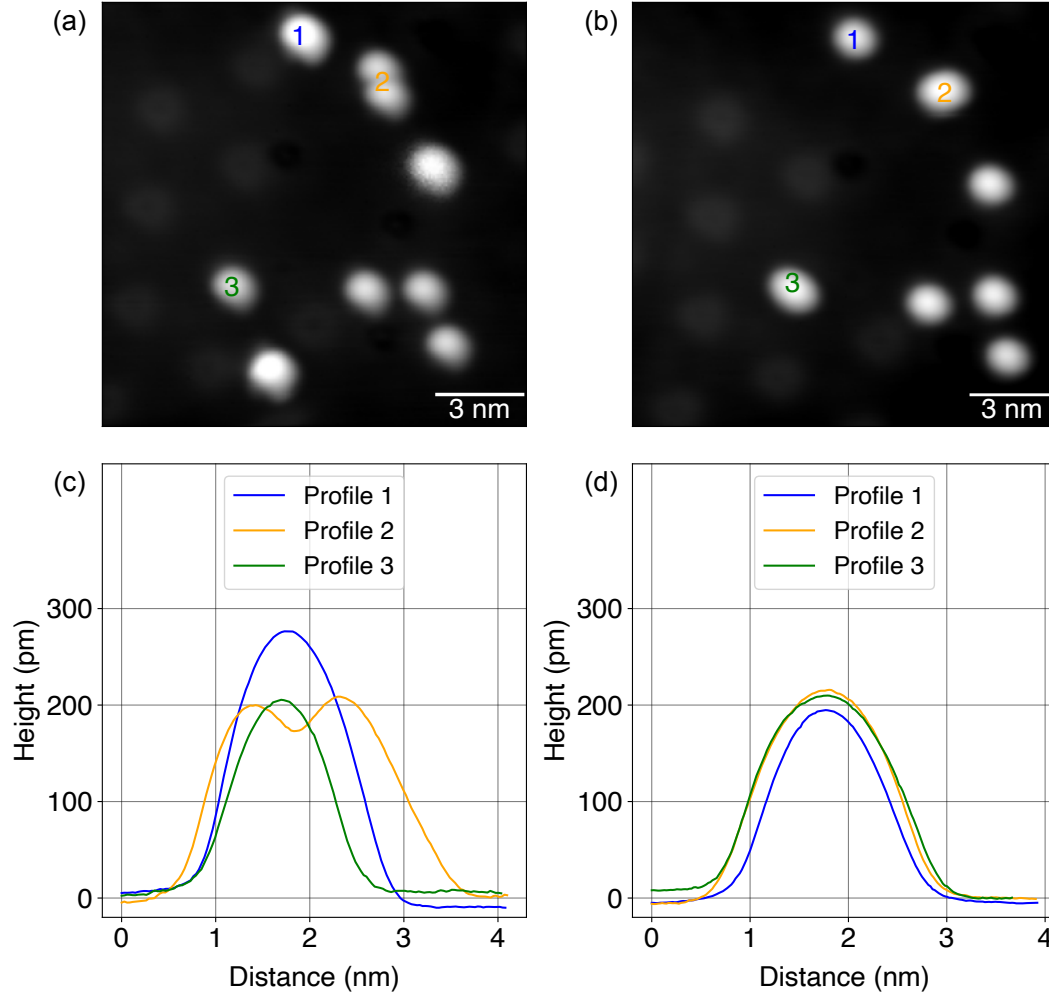 (a)
1
2
3
3 nm
(b)
1
2
3
3 nm
(c)
Profile 1
Profile 2
Profile 3
300
200
100
0
Height (pm)
0 1 2 3 4
Distance (nm)
(d)
Profile 1
Profile 2
Profile 3
300
200
100
0
Height (pm)
0 1 2 3 4
Distance (nm)